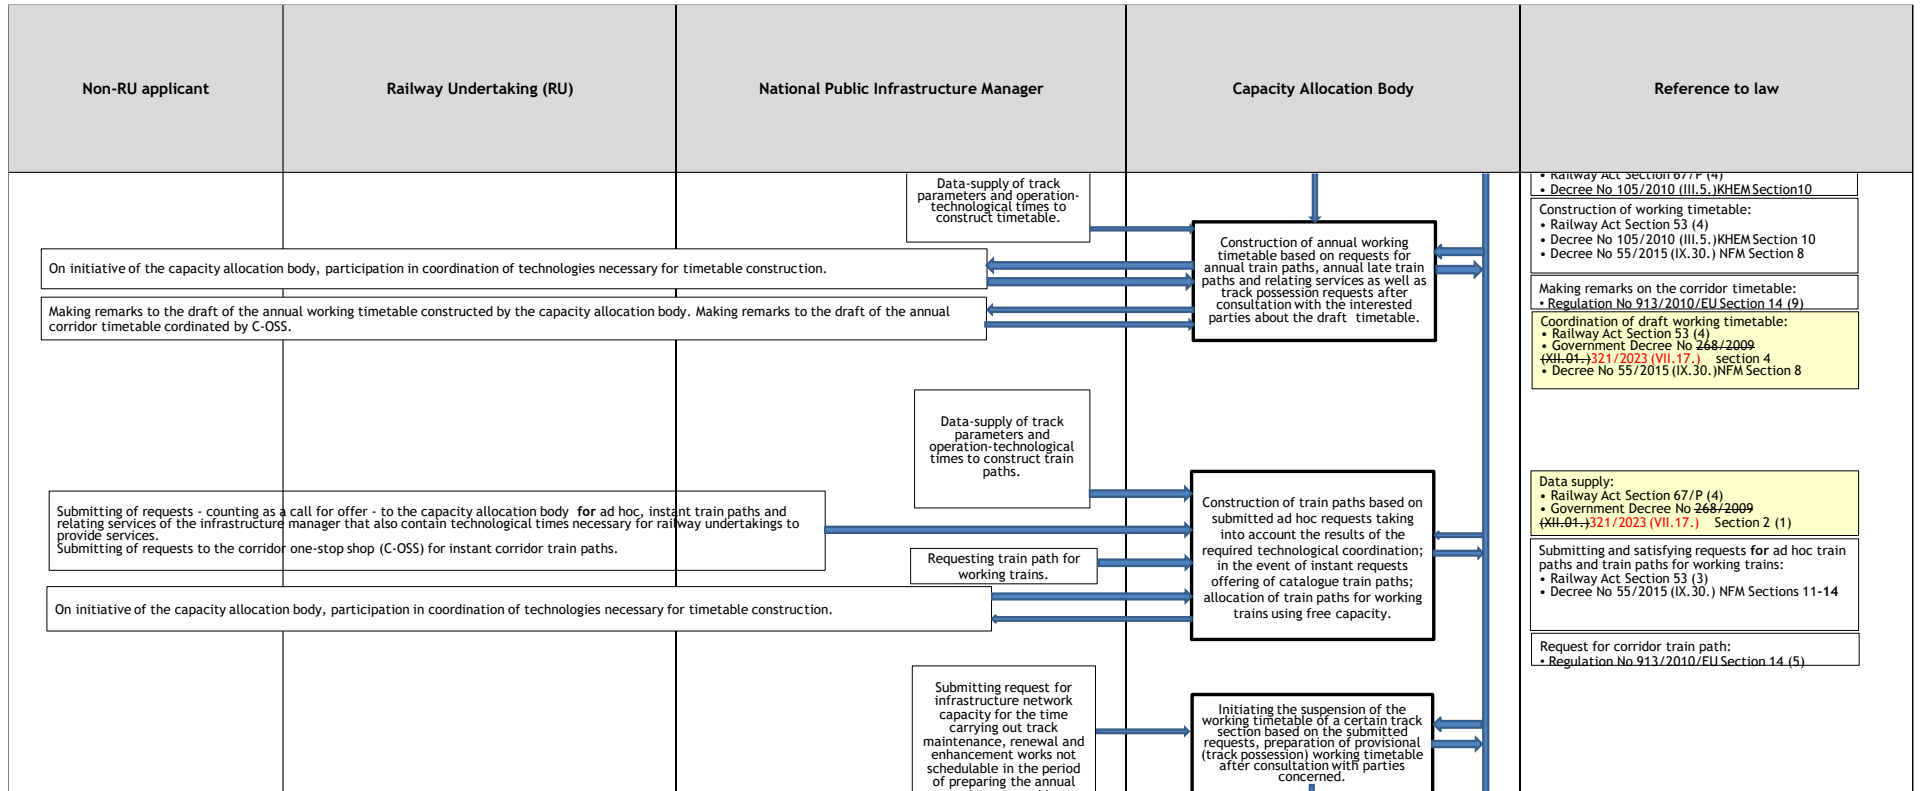 Non-RU applicant
Railway Undertaking (RU)
National Public Infrastructure Manager
Capacity Allocation Body
Reference to law
Data-supply of track
parameters and operation-
technological times to
construct timetable.
• Railway Act Section 67/P (4)
• Decree No 105/2010 (III.5.)KHEM Section10
Construction of working timetable:
• Railway Act Section 53 (4)
• Decree No 105/2010 (III.5.)KHEM Section 10
• Decree No 55/2015 (IX.30.) NFM Section 8
Construction of annual working
timetable based on requests for
annual train paths, annual late train
paths and relating services as well as
track possession requests after
consultation with the interested
parties about the draft timetable.
On initiative of the capacity allocation body, participation in coordination of technologies necessary for timetable construction.
Making remarks on the corridor timetable:
• Regulation No 913/2010/EU Section 14 (9)
Making remarks to the draft of the annual working timetable constructed by the capacity allocation body. Making remarks to the draft of the annual
corridor timetable cordinated by C-OSS.
Coordination of draft working timetable:
• Railway Act Section 53 (4)
• Government Decree No 268/2009
(XII.01.)321/2023 (VII.17.) section 4
• Decree No 55/2015 (IX.30.)NFM Section 8
Data-supply of track
parameters and
operation-technological
times to construct train
paths.
Data supply:
• Railway Act Section 67/P (4)
• Government Decree No 268/2009
(XII.01.)321/2023 (VII.17.) Section 2 (1)
Construction of train paths based on
submitted ad hoc requests taking
into account the results of the
required technological coordination;
in the event of instant requests
offering of catalogue train paths;
allocation of train paths for working
trains using free capacity.
Submitting of requests - counting as a call for offer - to the capacity allocation body for ad hoc, instant train paths and
relating services of the infrastructure manager that also contain technological times necessary for railway undertakings to
provide services.
Submitting of requests to the corridor one-stop shop (C-OSS) for instant corridor train paths.
Requesting train path for
working trains.
Submitting and satisfying requests for ad hoc train
paths and train paths for working trains:
• Railway Act Section 53 (3)
• Decree No 55/2015 (IX.30.) NFM Sections 11-14
On initiative of the capacity allocation body, participation in coordination of technologies necessary for timetable construction.
Request for corridor train path:
• Regulation No 913/2010/EU Section 14 (5)
Submitting request for
infrastructure network
capacity for the time
carrying out track
maintenance, renewal and
enhancement works not
schedulable in the period
of preparing the annual
Initiating the suspension of the
working timetable of a certain track
section based on the submitted
requests, preparation of provisional
(track possession) working timetable
after consultation with parties
concerned.